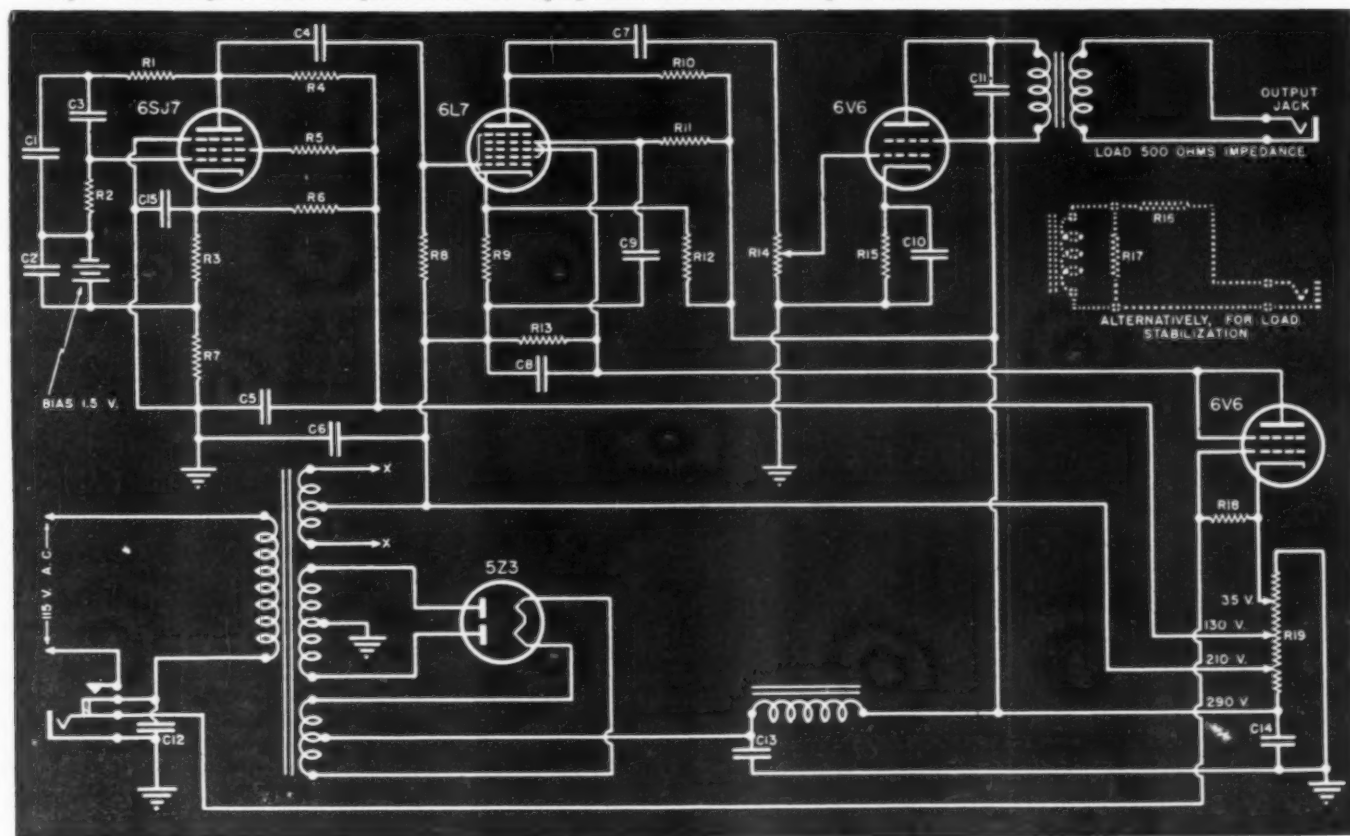 C4
C7
R1
R4
R10
C11
C3
6SJ7
6L7
6V6
OUTPUT
JACK
C1
R5
R11
LOAD 500 OHMS IMPEDANCE
R2
C15
R6
R16
C2
R3
R8
R9
C9
R12
R14
R15
C10
R17
R13
ALTERNATIVELY, FOR LOAD
STABILIZATION
R7
C8
BIAS 1.5 V.
C5
6V6
C6
X
R18
115 V. A.C.
X
5Z3
35 V.
130 V.
R19
210 V.
290 V.
C12
C13
C14